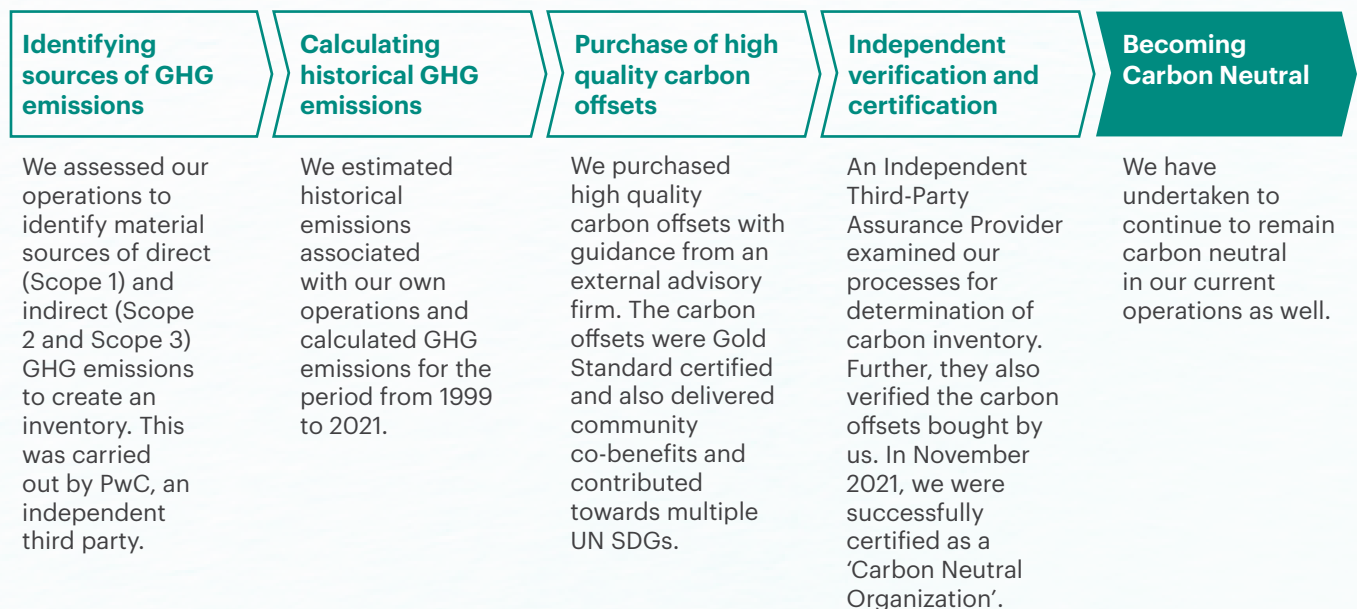 Identifying
sources of GHG
emissions
We assessed our
operations to
identify material
sources of direct
(Scope 1) and
indirect (Scope
2 and Scope 3)
GHG emissions
to create an
inventory. This
was carried
out by PwC, an
independent
third party.
Calculating
historical GHG
emissions
We estimated
historical
emissions
associated
with our own
operations and
calculated GHG
emissions for the
period from 1999
to 2021.
Purchase of high
quality carbon
offsets
We purchased
high quality
carbon offsets with
guidance from an
external advisory
firm. The carbon
offsets were Gold
Standard certified
and also delivered
community
co-benefits and
contributed
towards multiple
UN SDGs.
Independent
verification and
certification
An Independent
Third-Party
Assurance Provider
examined our
processes for
determination of
carbon inventory.
Further, they also
verified the carbon
offsets bought by
us. In November
2021, we were
successfully
certified as a
‘Carbon Neutral
Organization’.
Becoming
Carbon Neutral
We have
undertaken to
continue to remain
carbon neutral
in our current
operations as well.